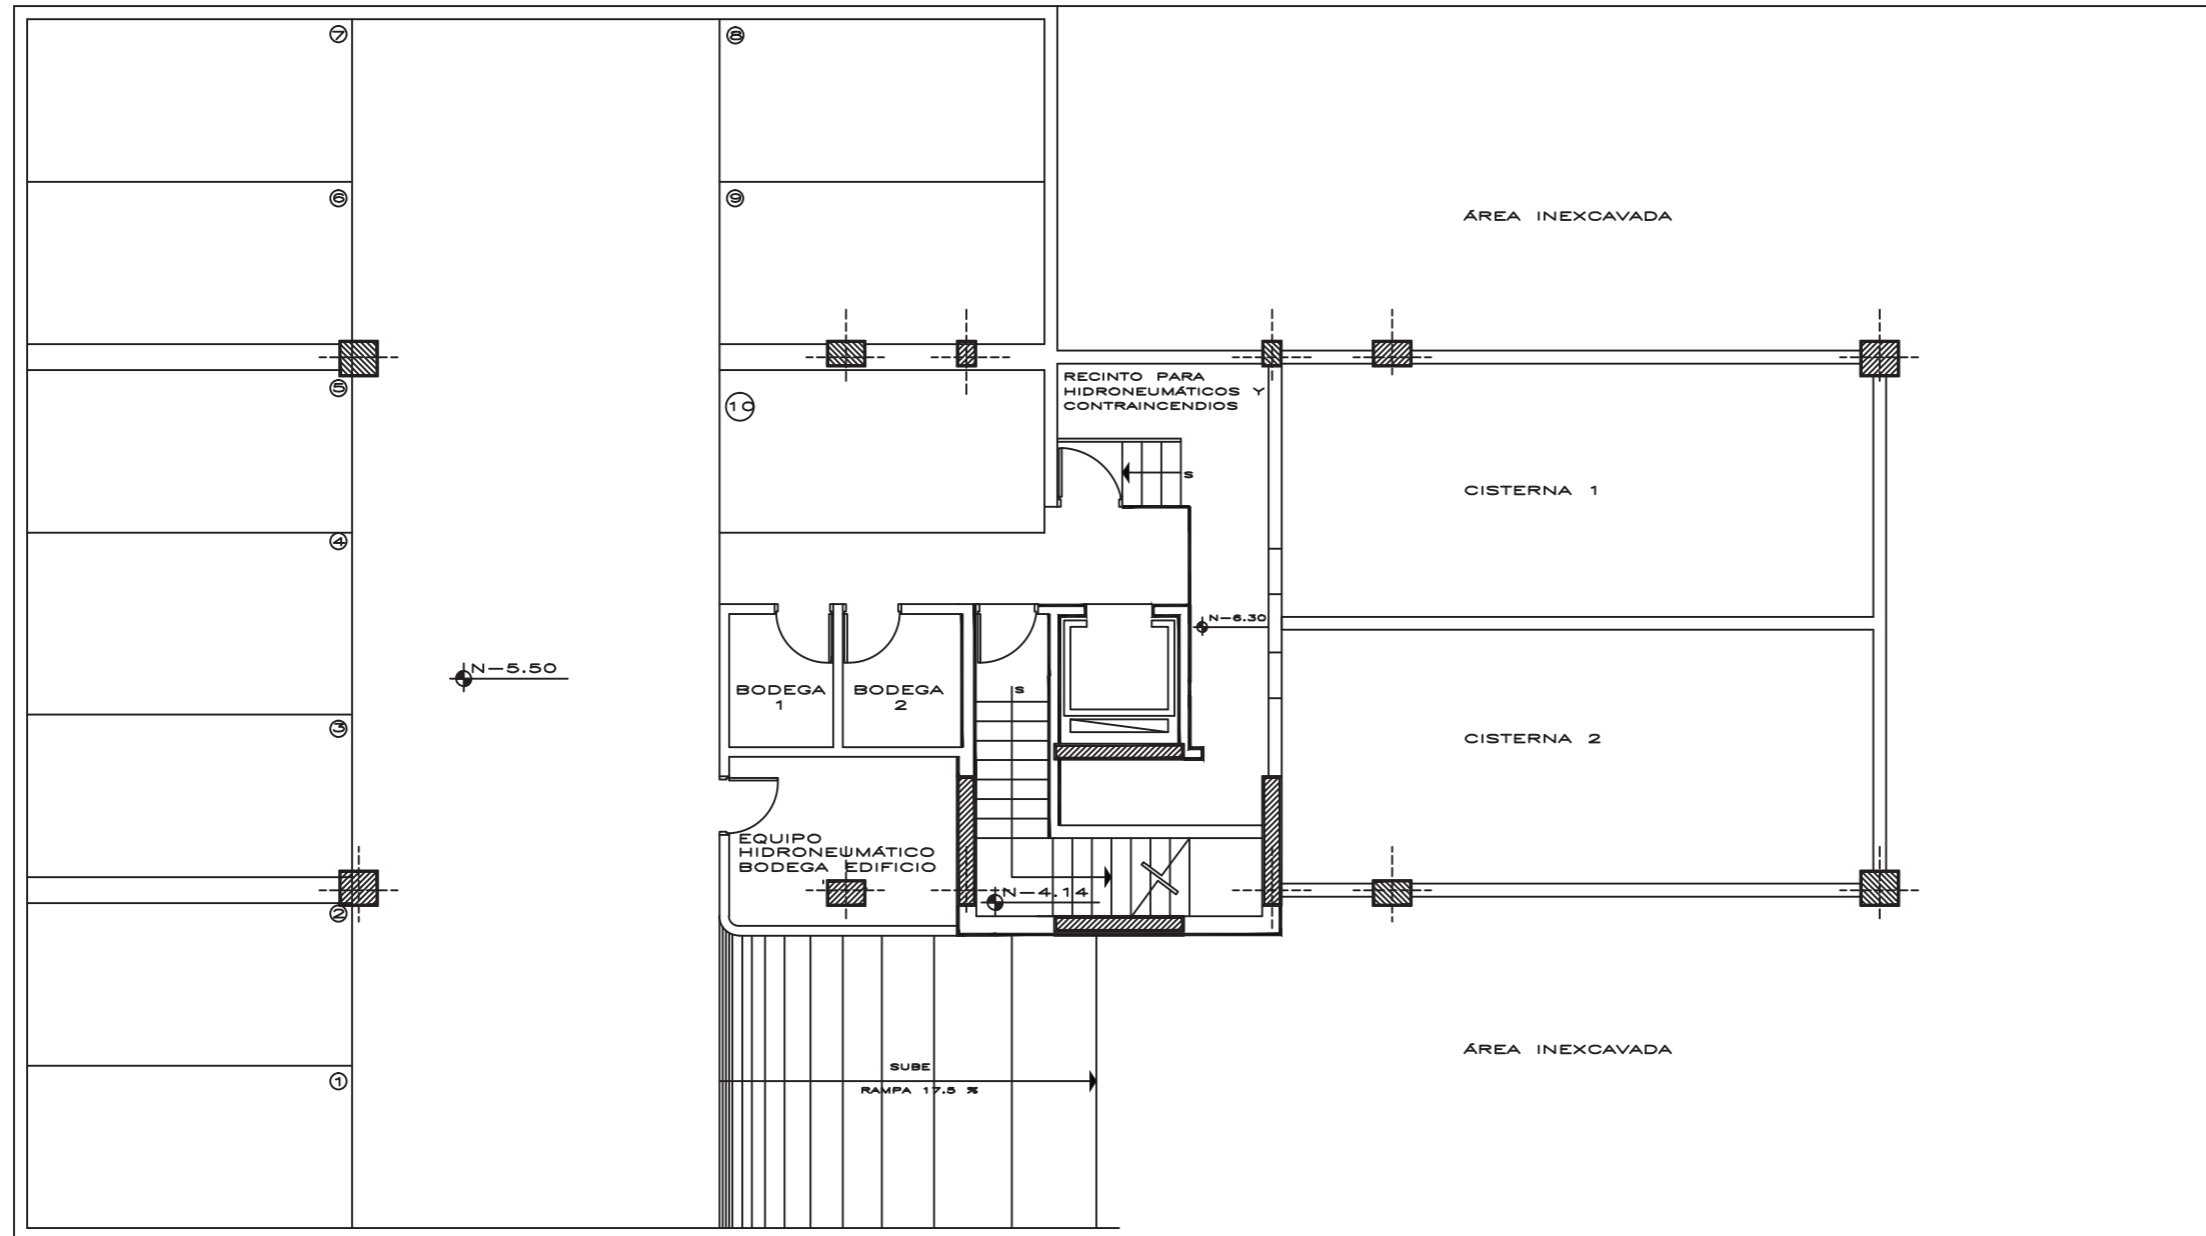 7
8
6
9
ÁREA INEXCAVADA
5
RECINTO PARA
HIDRONEUMÁTICOS Y
CONTRAINCENDIOS
10
S
CISTERNA 1
4
N-6.30
N-5.50
BODEGA
1
BODEGA
2
S
3
CISTERNA 2
EQUIPO
HIDRONEUMÁTICO
BODEGA EDIFICIO
N-4.14
2
ÁREA INEXCAVADA
SUBE
1
RAMPA 17.5 %